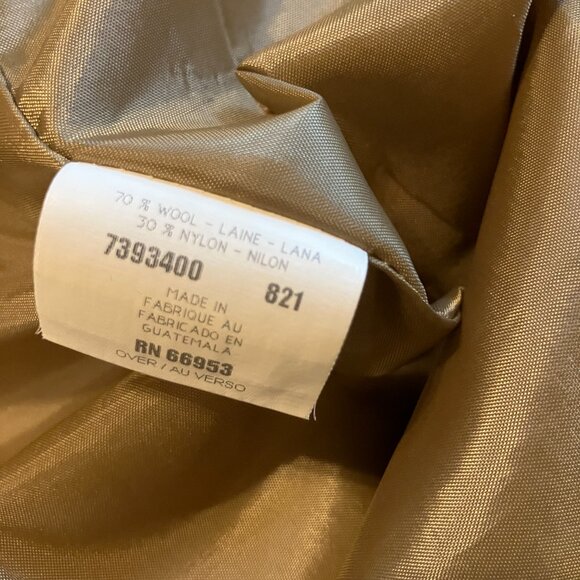 70 % WOOL - LAINE - LANA
30 % NYLON - NILON
7393400 821
MADE IN
FABRIQUE AU
FABRICADO EN
GUATEMALA
RN 66953
OVER / AU VERSO